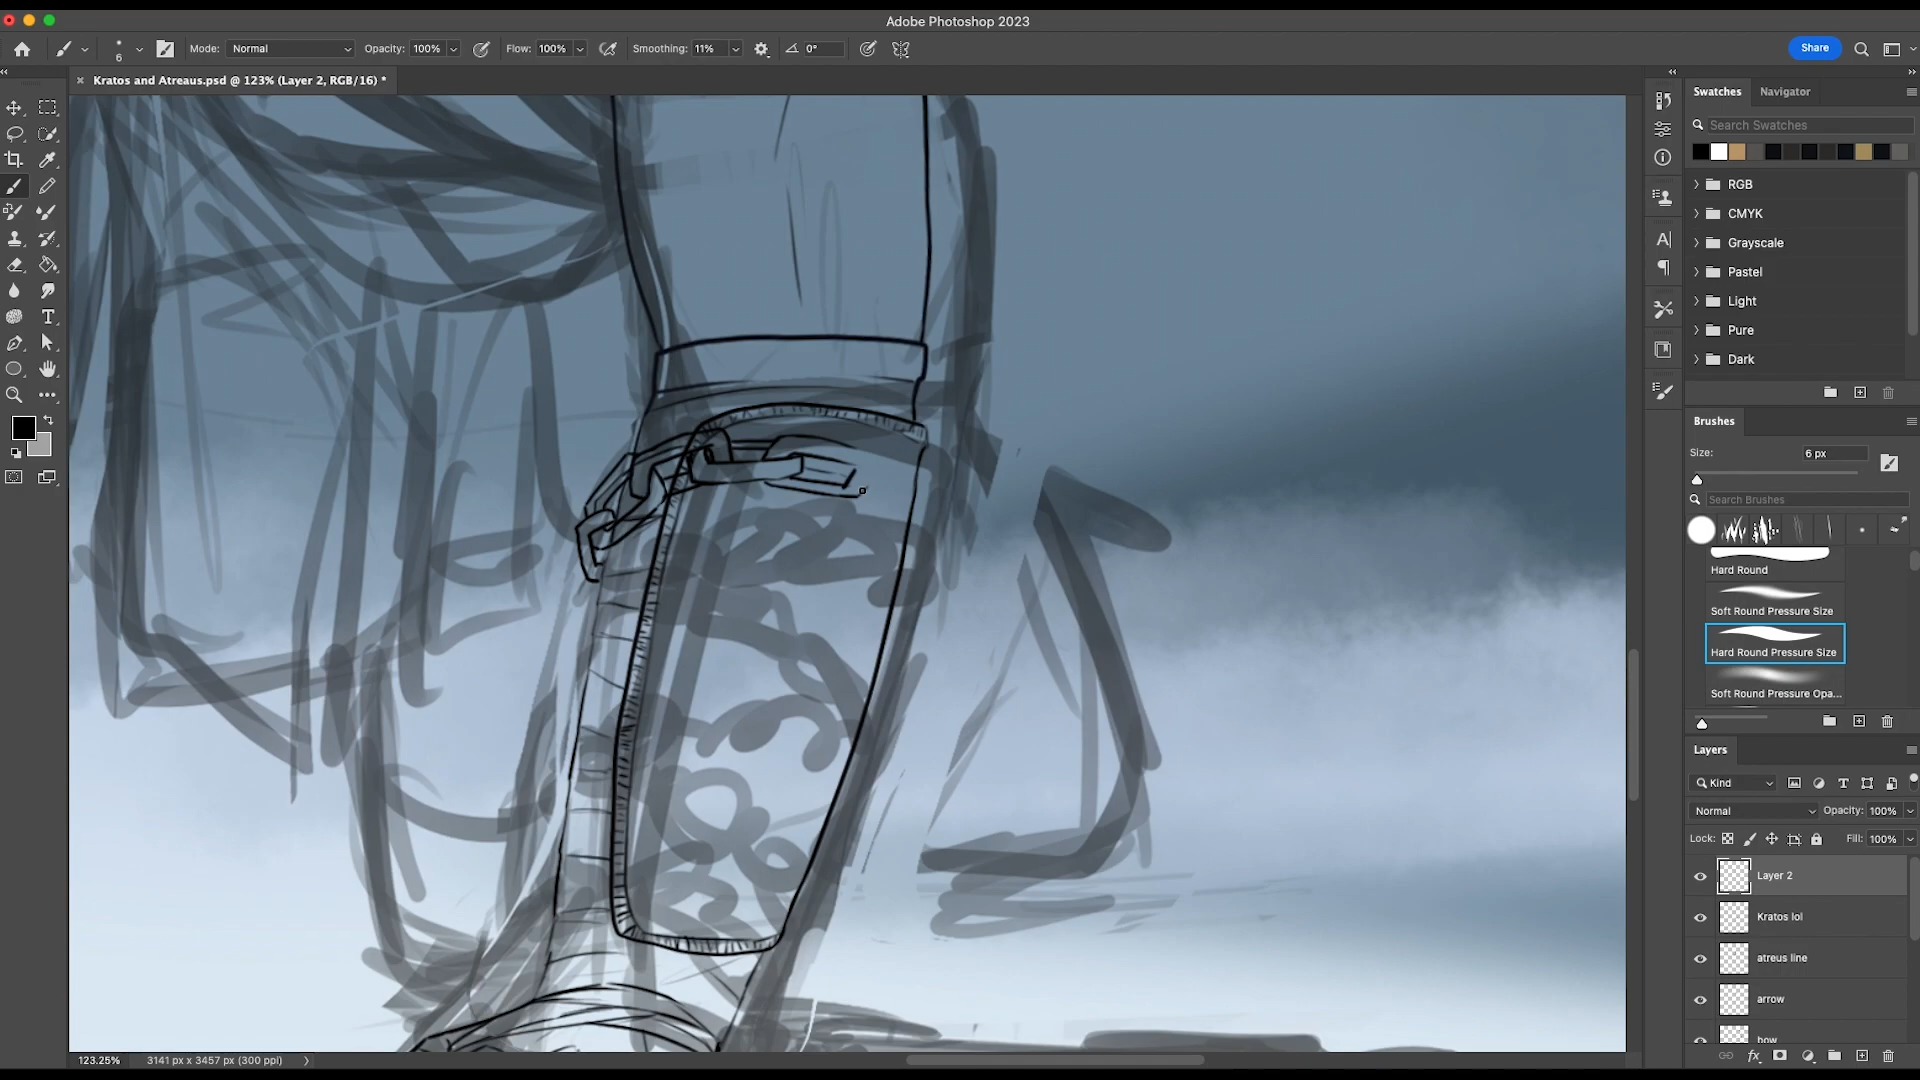 Adobe Photoshop 2023
6
Mode: Normal
Opacity: 100%
Flow: 100%
Smoothing: 11%
0°
Share
× Kratos and Atreaus.psd @ 123% (Layer 2, RGB/16) *
Swatches
Navigator
Search Swatches
RGB
CMYK
Grayscale
Pastel
Light
Pure
Dark
Brushes
Size:
6 px
Search Brushes
Hard Round
Soft Round Pressure Size
Hard Round Pressure Size
Soft Round Pressure Opa...
Layers
Kind
Normal
Opacity: 100%
Lock:
Fill: 100%
Layer 2
Kratos lol
atreus line
arrow
bow
123.25%
3141 px x 3457 px (300 ppi)